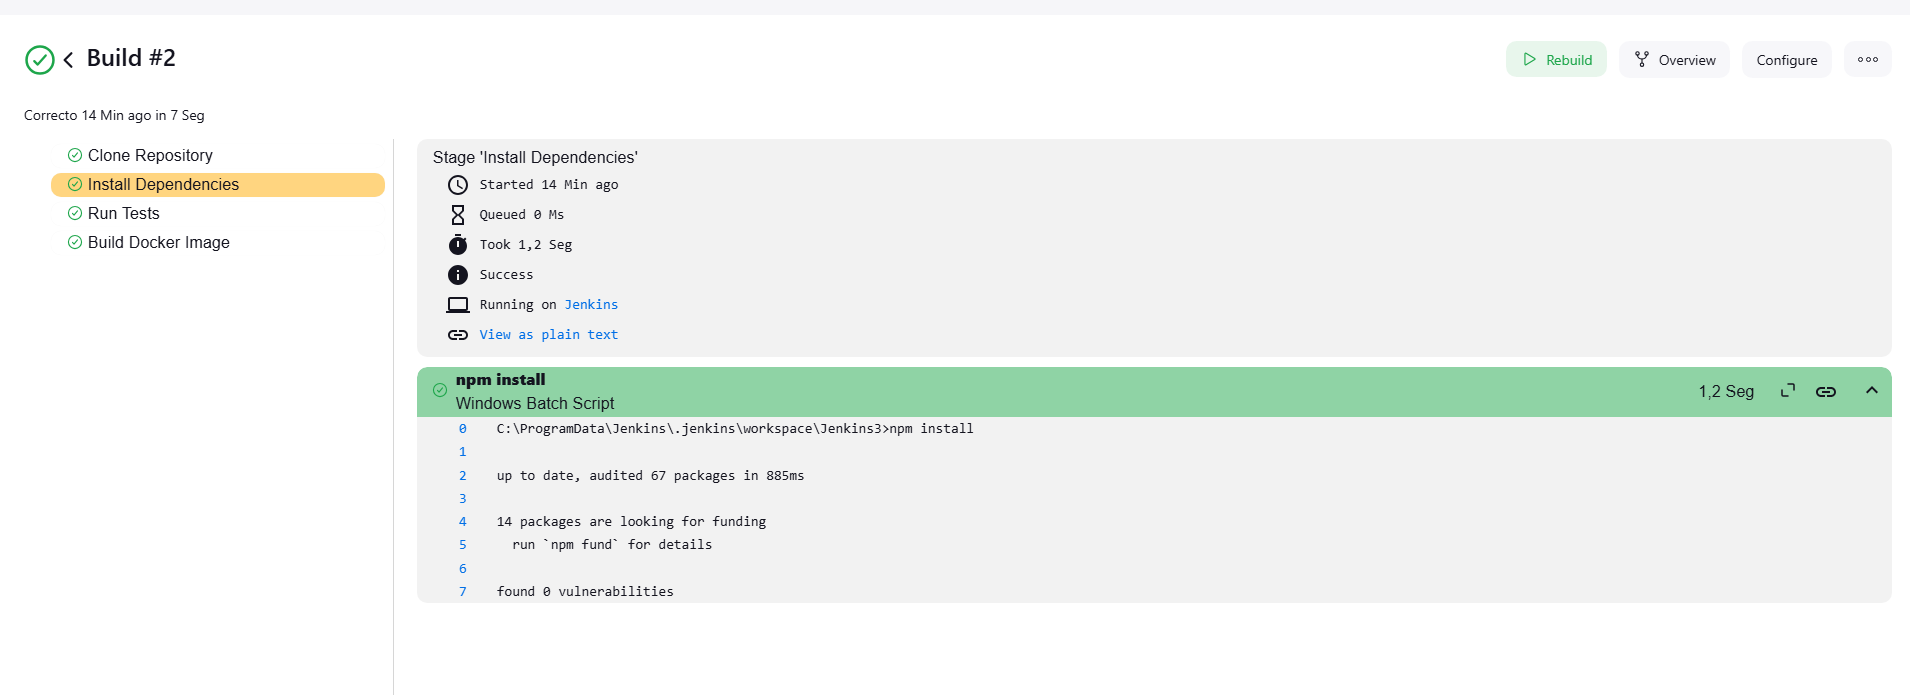 Build #2
Rebuild
Overview
Configure
Correcto 14 Min ago in 7 Seg
Clone Repository
Install Dependencies
Run Tests
Build Docker Image
Stage 'Install Dependencies'
Started 14 Min ago
Queued 0 Ms
Took 1,2 Seg
Success
Running on Jenkins
View as plain text
npm install
Windows Batch Script
1,2 Seg
0 C:\ProgramData\Jenkins\.jenkins\workspace\Jenkins3>npm install
1
2 up to date, audited 67 packages in 885ms
3
4 14 packages are looking for funding
5 run `npm fund` for details
6
7 found 0 vulnerabilities